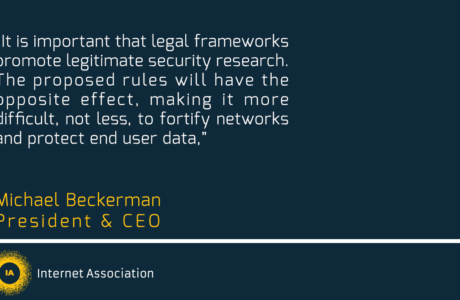 "It is important that legal frameworks
promote legitimate security research.
The proposed rules will have the
opposite effect, making it more
difficult, not less, to fortify networks
and protect end user data,”
Michael Beckerman
President & CEO
IA
Internet Association